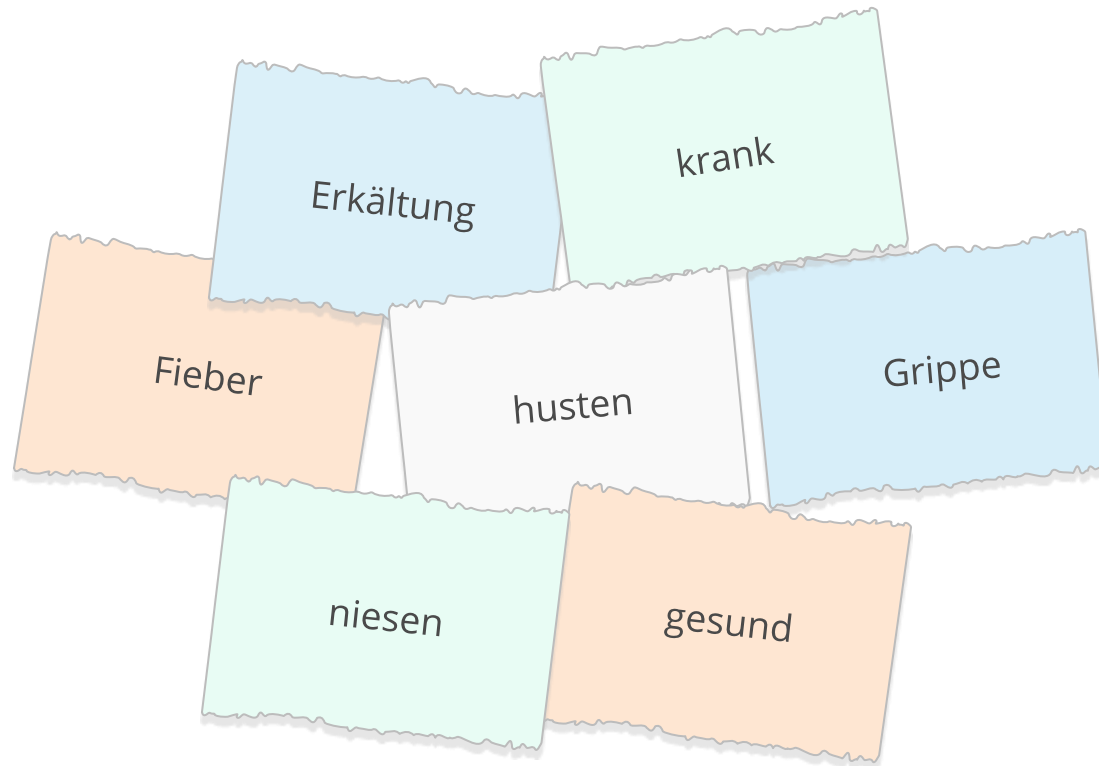 krank
Erkältung
Fieber
husten
Grippe
niesen
gesund